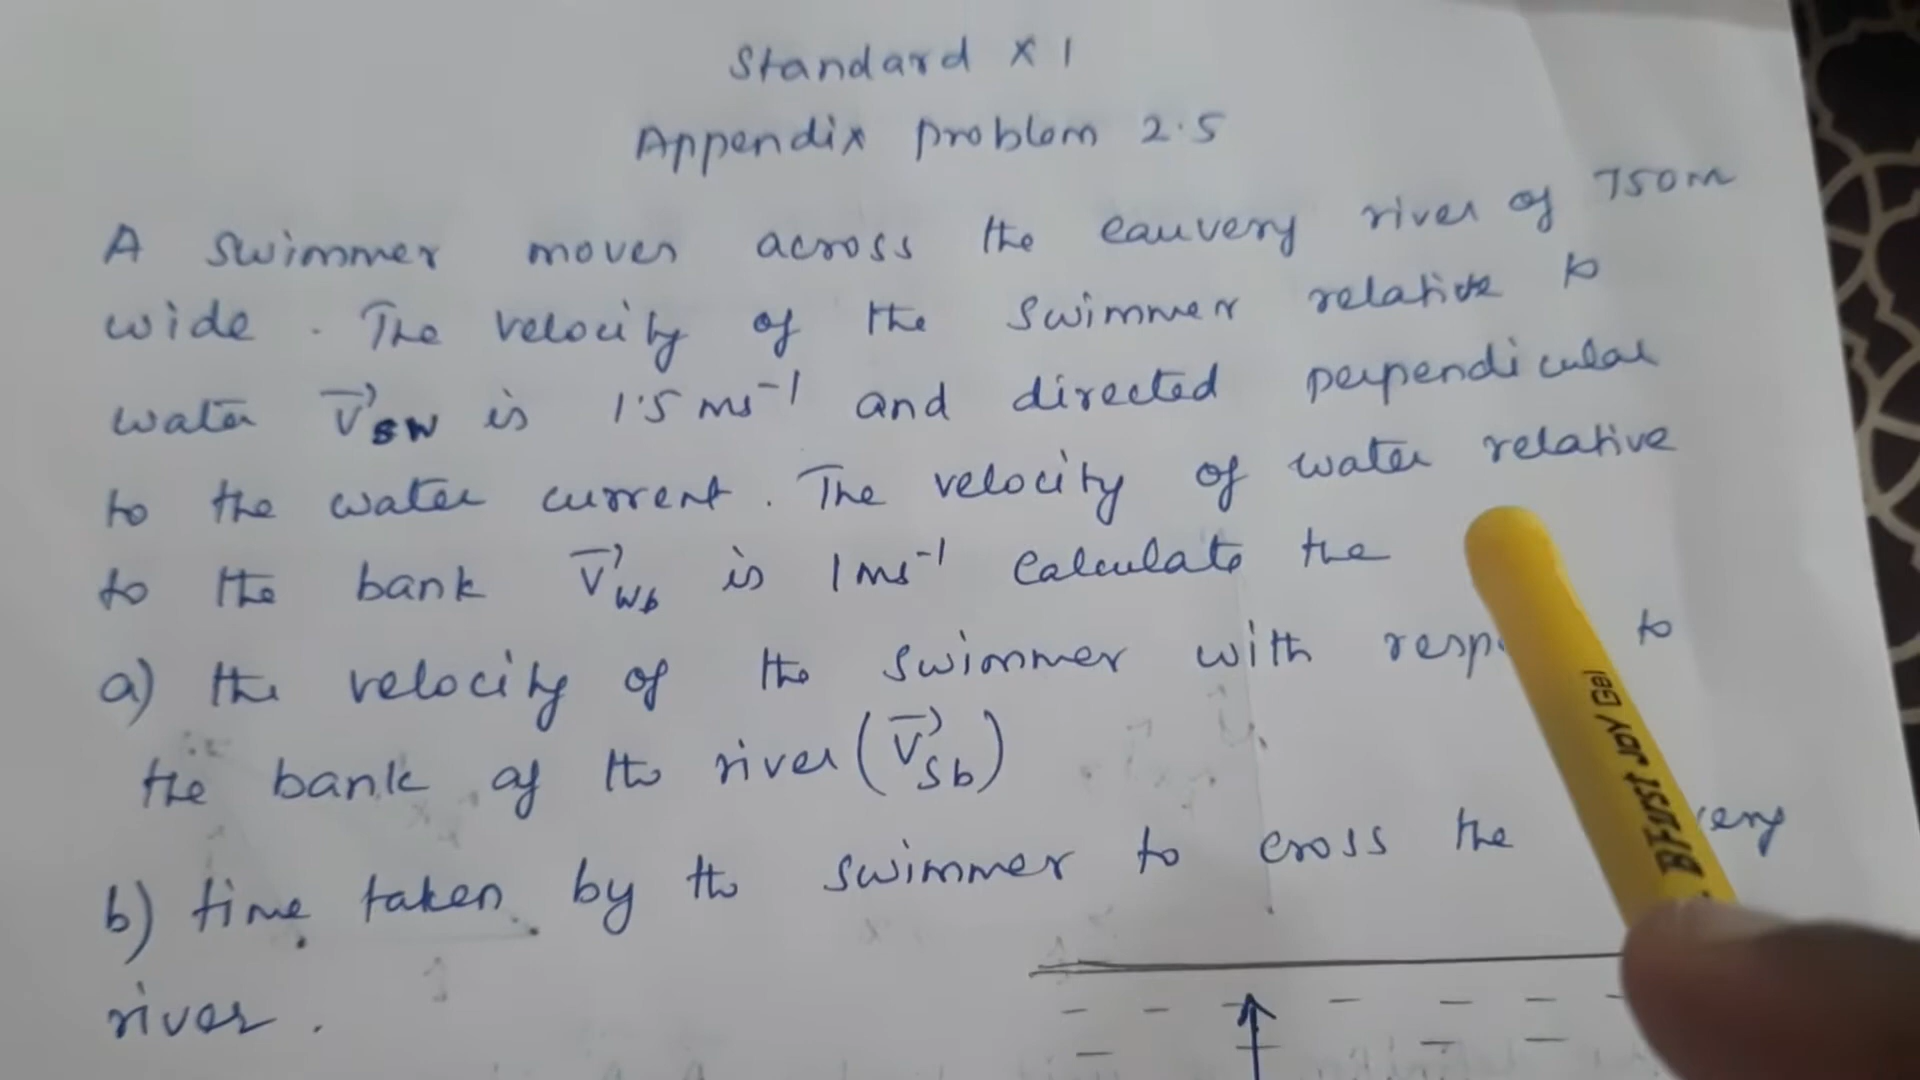 Standard XI
Appendix problem 2.5
A swimmer moves across the cauvery river of 750m
wide. The velocity of the swimmer relative to
water V⃗sw is 1.5 ms⁻¹ and directed perpendicular
to the water current. The velocity of water relative
to the bank V⃗wb is 1 ms⁻¹ Calculate the
a) the velocity of the swimmer with to
the bank of the river (V⃗sb)
b) time taken by the swimmer to cross the
river.
BFirst Joy Gel